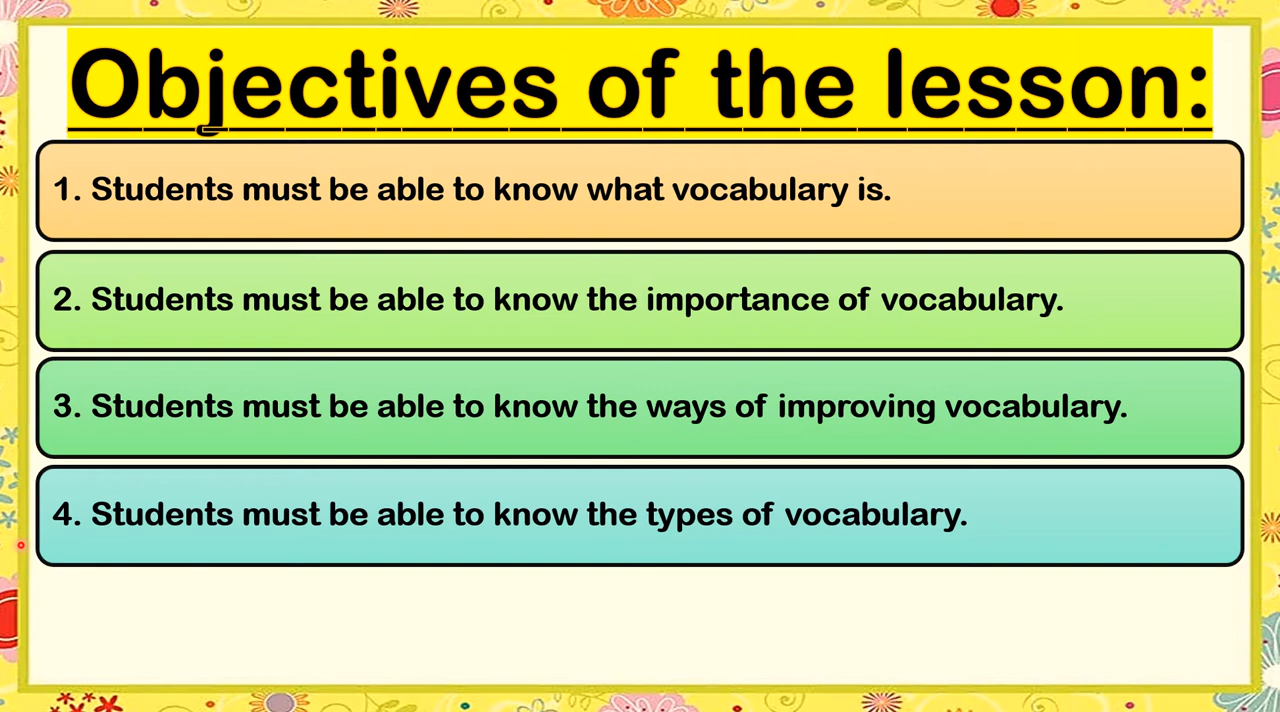 Objectives of the lesson:
1. Students must be able to know what vocabulary is.
2. Students must be able to know the importance of vocabulary.
3. Students must be able to know the ways of improving vocabulary.
4. Students must be able to know the types of vocabulary.